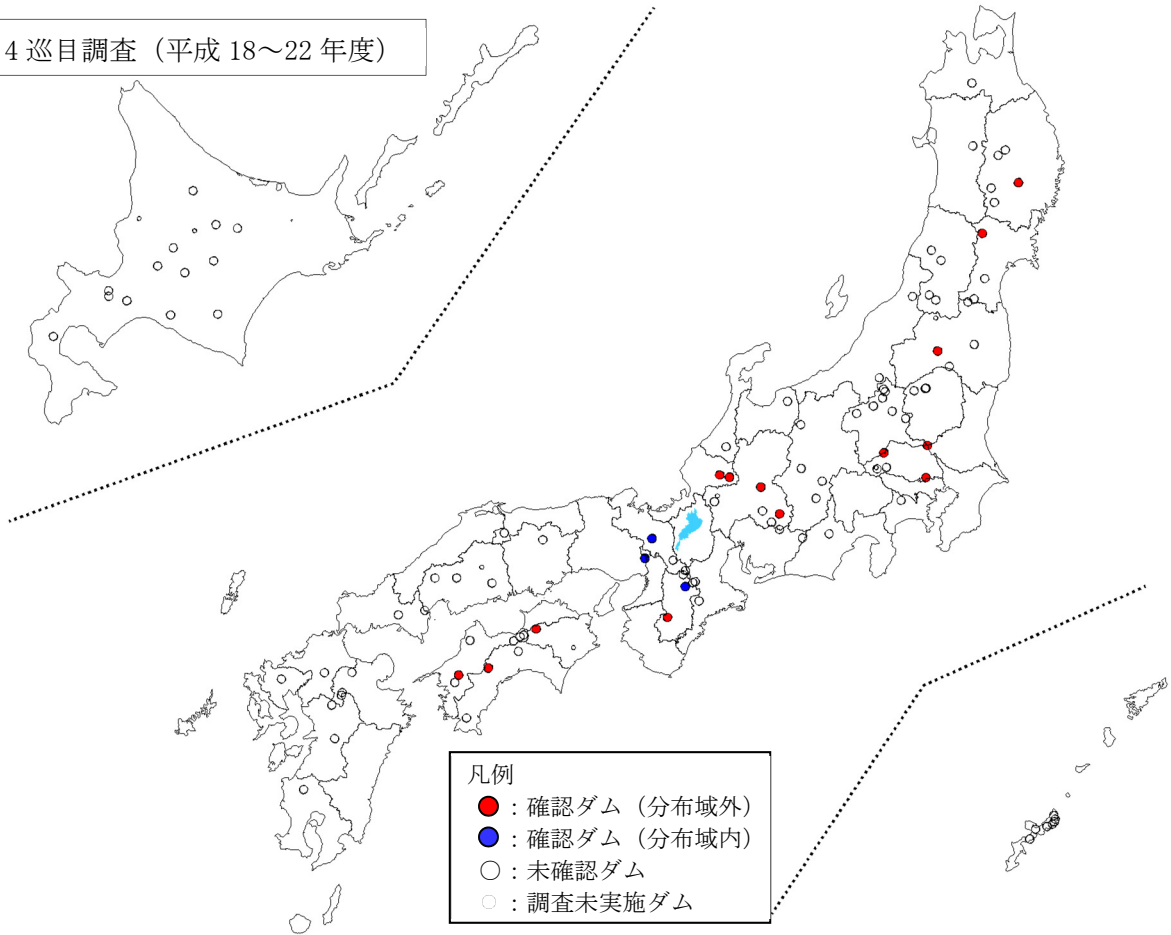 4 巡目調査（平成 18～22 年度）
凡例
：確認ダム（分布域外）
：確認ダム（分布域内）
：未確認ダム
：調査未実施ダム